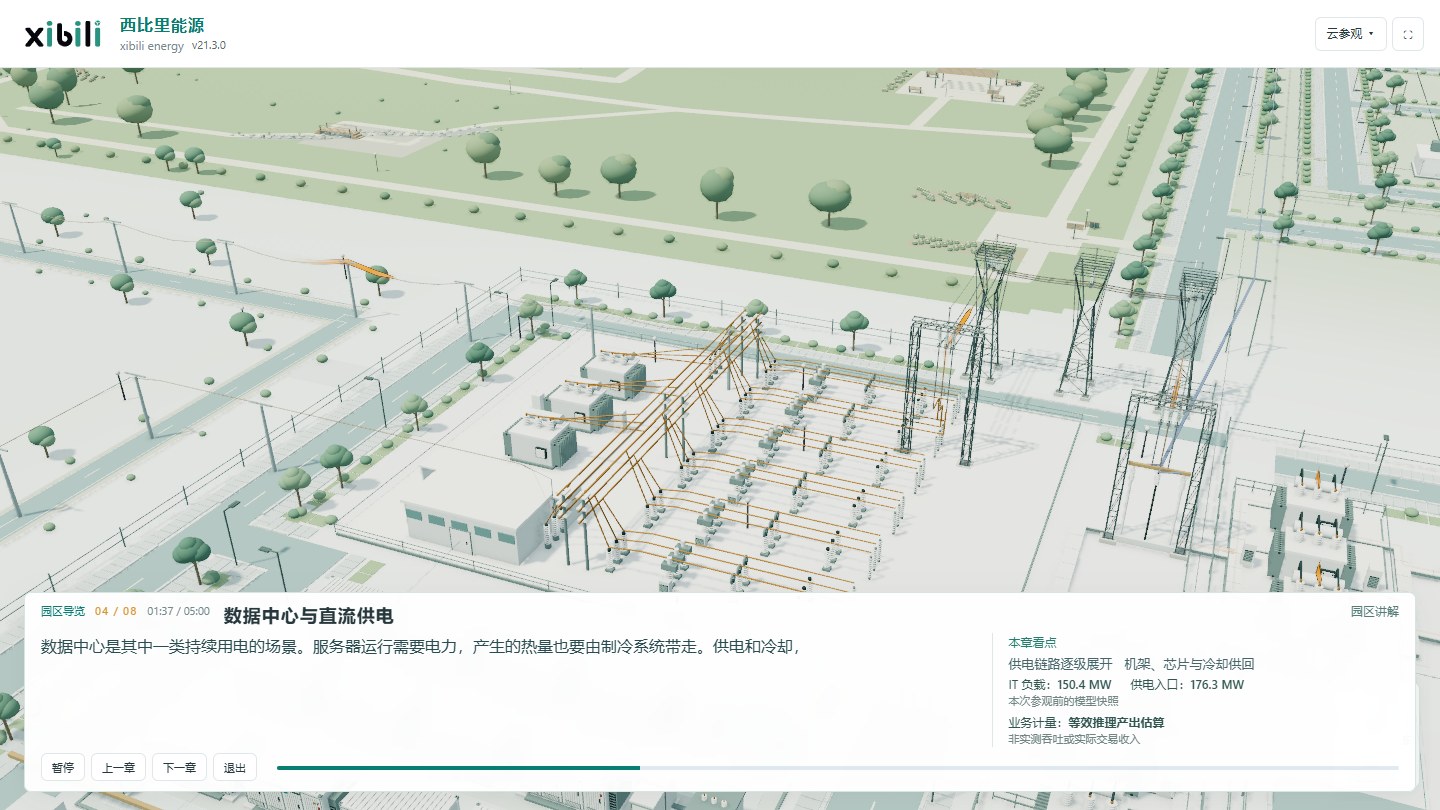 xibili
西比里能源
xibili energy v21.3.0
云参观
园区导览 04 / 08 01:37 / 05:00 数据中心与直流供电
园区讲解
数据中心是其中一类持续用电的场景。服务器运行需要电力，产生的热量也要由制冷系统带走。供电和冷却，
本章看点
供电链路逐级展开 机架、芯片与冷却供回
IT 负载：150.4 MW 供电入口：176.3 MW
本次参观前的模型快照
业务计量：等效推理产出估算
非实测吞吐或实际交易收入
暂停 上一章 下一章 退出